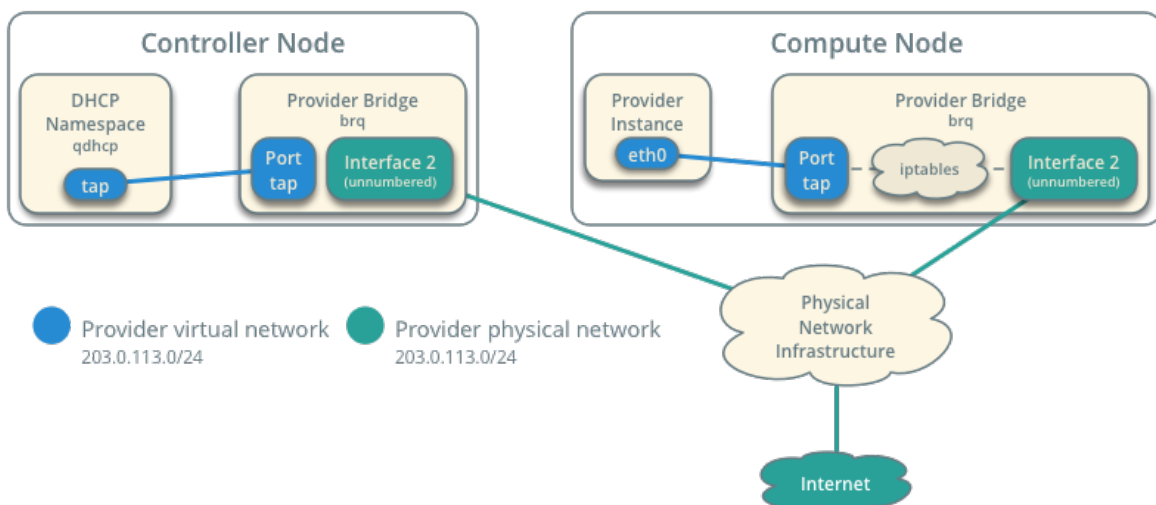 Controller Node
DHCP
Namespace
qdhcp
tap
Provider Bridge
brq
Port
tap
Interface 2
(unnumbered)
Compute Node
Provider
Instance
eth0
Provider Bridge
brq
Port
tap
iptables
Interface 2
(unnumbered)
Physical
Network
Infrastructure
Internet
Provider virtual network
203.0.113.0/24
Provider physical network
203.0.113.0/24